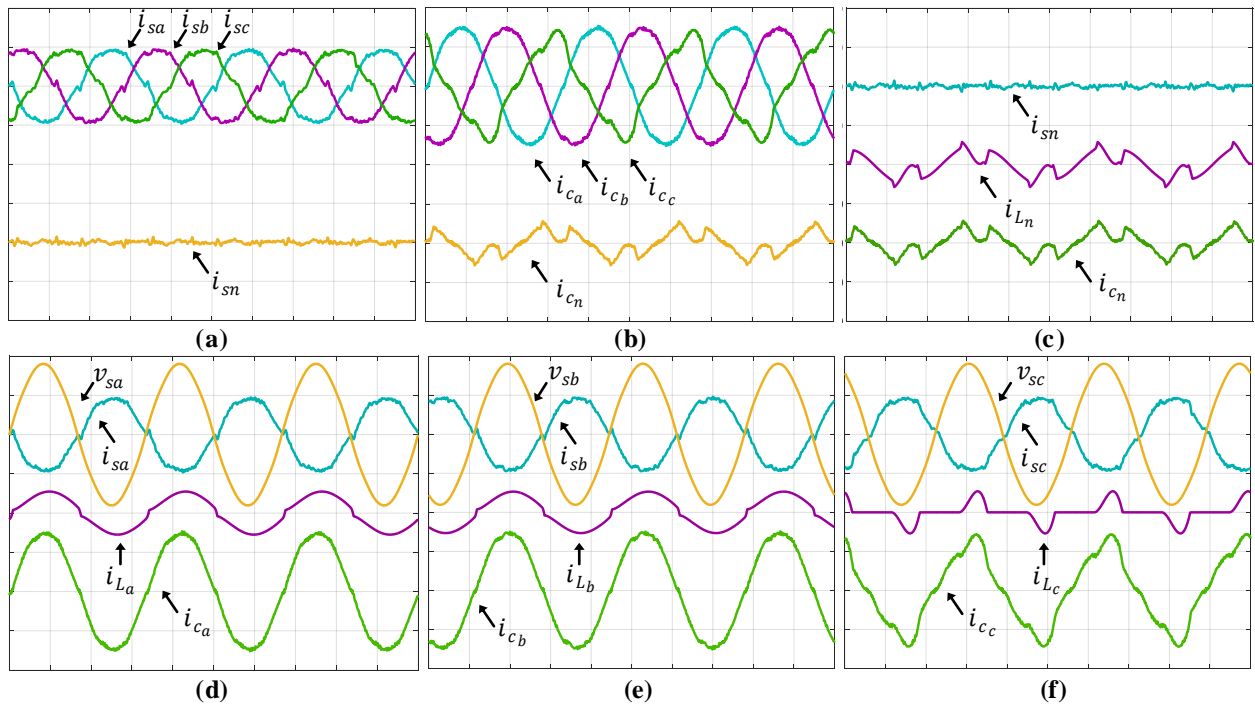 i_sa i_sb i_sc
i_sn
(a)
i_ca i_cb i_cc
i_cn
(b)
i_sn
i_Ln
i_cn
(c)
v_sa
i_sa
i_La
i_ca
(d)
v_sb
i_sb
i_Lb
i_cb
(e)
v_sc
i_sc
i_Lc
i_cc
(f)